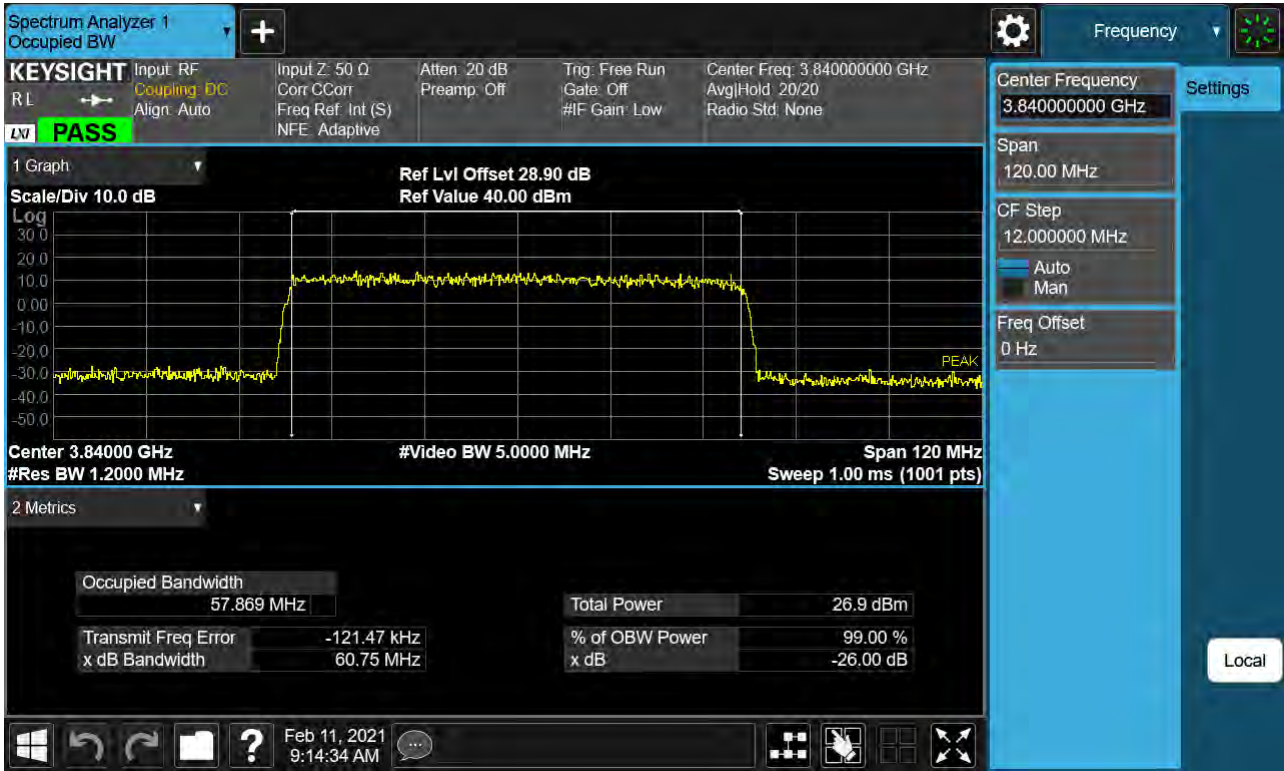 Spectrum Analyzer 1
Occupied BW
+
Frequency
KEYSIGHT
R L
LXI
PASS
Input: RF
Coupling: DC
Align: Auto
Input Z: 50 Ω
Corr CCorr
Freq Ref: Int (S)
NFE: Adaptive
Atten: 20 dB
Preamp: Off
Trig: Free Run
Gate: Off
#IF Gain: Low
Center Freq: 3.840000000 GHz
Avg|Hold: 20/20
Radio Std: None
Center Frequency
3.840000000 GHz
Settings
Span
120.00 MHz
CF Step
12.000000 MHz
Auto
Man
Freq Offset
0 Hz
Local
1 Graph
Scale/Div 10.0 dB
Ref Lvl Offset 28.90 dB
Ref Value 40.00 dBm
Log
30.0
20.0
10.0
0.00
-10.0
-20.0
-30.0
-40.0
-50.0
PEAK
Center 3.84000 GHz
#Video BW 5.0000 MHz
Span 120 MHz
#Res BW 1.2000 MHz
Sweep 1.00 ms (1001 pts)
2 Metrics
Occupied Bandwidth
57.869 MHz
Total Power 26.9 dBm
Transmit Freq Error -121.47 kHz
% of OBW Power 99.00 %
x dB Bandwidth 60.75 MHz
x dB -26.00 dB
?
Feb 11, 2021
9:14:34 AM